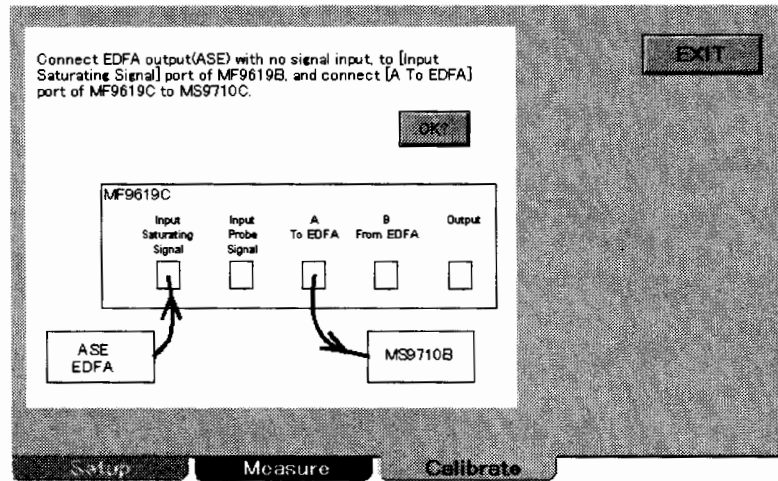 Connect EDFA output(ASE) with no signal input, to [Input
Saturating Signal] port of MF9619B, and connect [A To EDFA]
port of MF9619C to MS9710C.
EXIT
OK?
MF9619C
Input
Saturating
Signal
Input
Probe
Signal
A
To EDFA
B
From EDFA
Output
ASE
EDFA
MS9710B
Setup
Measure
Calibrate